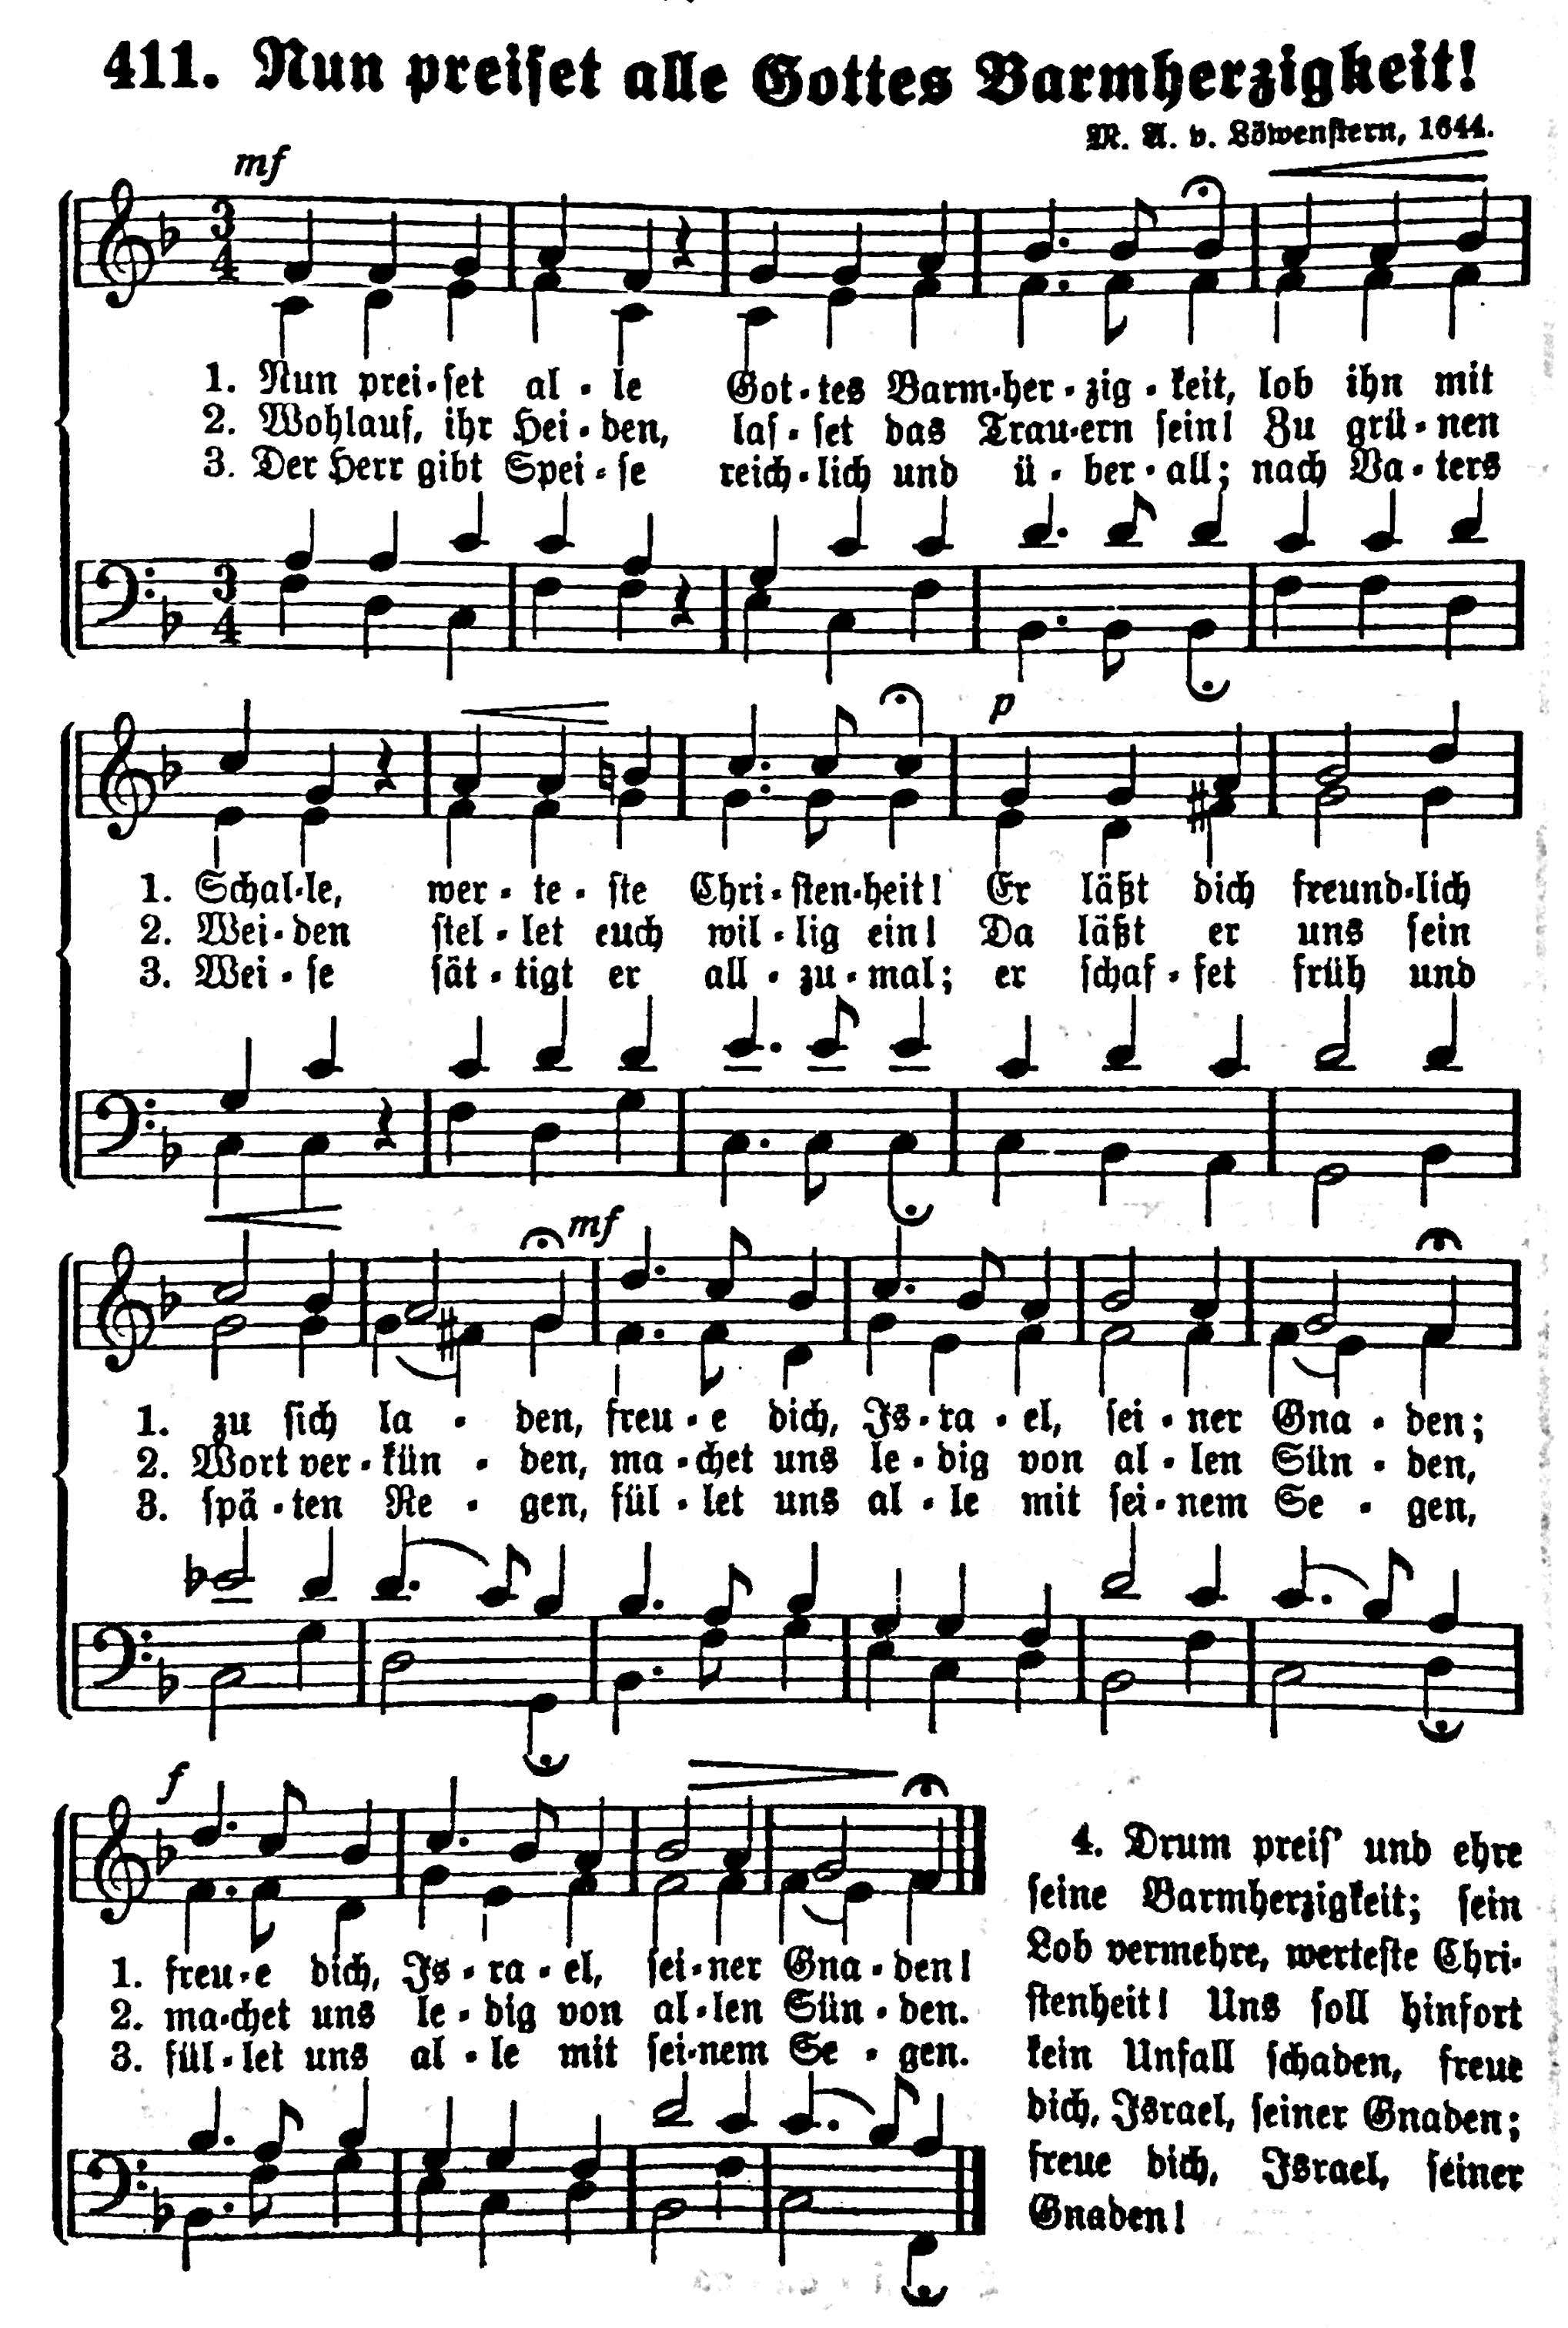 411. Nun preiſet alle Gottes Barmherzigkeit!
M. A. v. Löwenſtern, 1644.
mf
3 4
1. Nun prei-ſet al-le Got-tes Barm-her-zig-keit, lob ihn mit
2. Wohlauf, ihr Hei-den, laſ-ſet das Trau-ern ſein! Zu grü-nen
3. Der Herr gibt Spei-ſe reich-lich und ü-ber-all; nach Va-ters
3 4
p
1. Schal-le, wer-te-ſte Chri-ſten-heit! Er läßt dich freund-lich
2. Wei-den ſtel-let euch wil-lig ein! Da läßt er uns ſein
3. Wei-ſe ſät-tigt er all-zu-mal; er ſchaf-fet früh und
mf
1. zu ſich la-den, freu-e dich, Iſ-ra-el, ſei-ner Gna-den;
2. Wort ver-kün-den, ma-chet uns le-dig von al-len Sün-den,
3. ſpä-ten Re-gen, fül-let uns al-le mit ſei-nem Se-gen,
f
1. freu-e dich, Is-ra-el, ſei-ner Gna-den!
2. ma-chet uns le-dig von al-len Sün-den.
3. fül-let uns al-le mit ſei-nem Se-gen.
4. Drum preiſ' und ehre
ſeine Barmherzigkeit; ſein
Lob vermehre, werteſte Chri-
ſtenheit! Uns ſoll hinfort
kein Unfall ſchaden, freue
dich, Israel, ſeiner Gnaden;
freue dich, Israel, ſeiner
Gnaden!